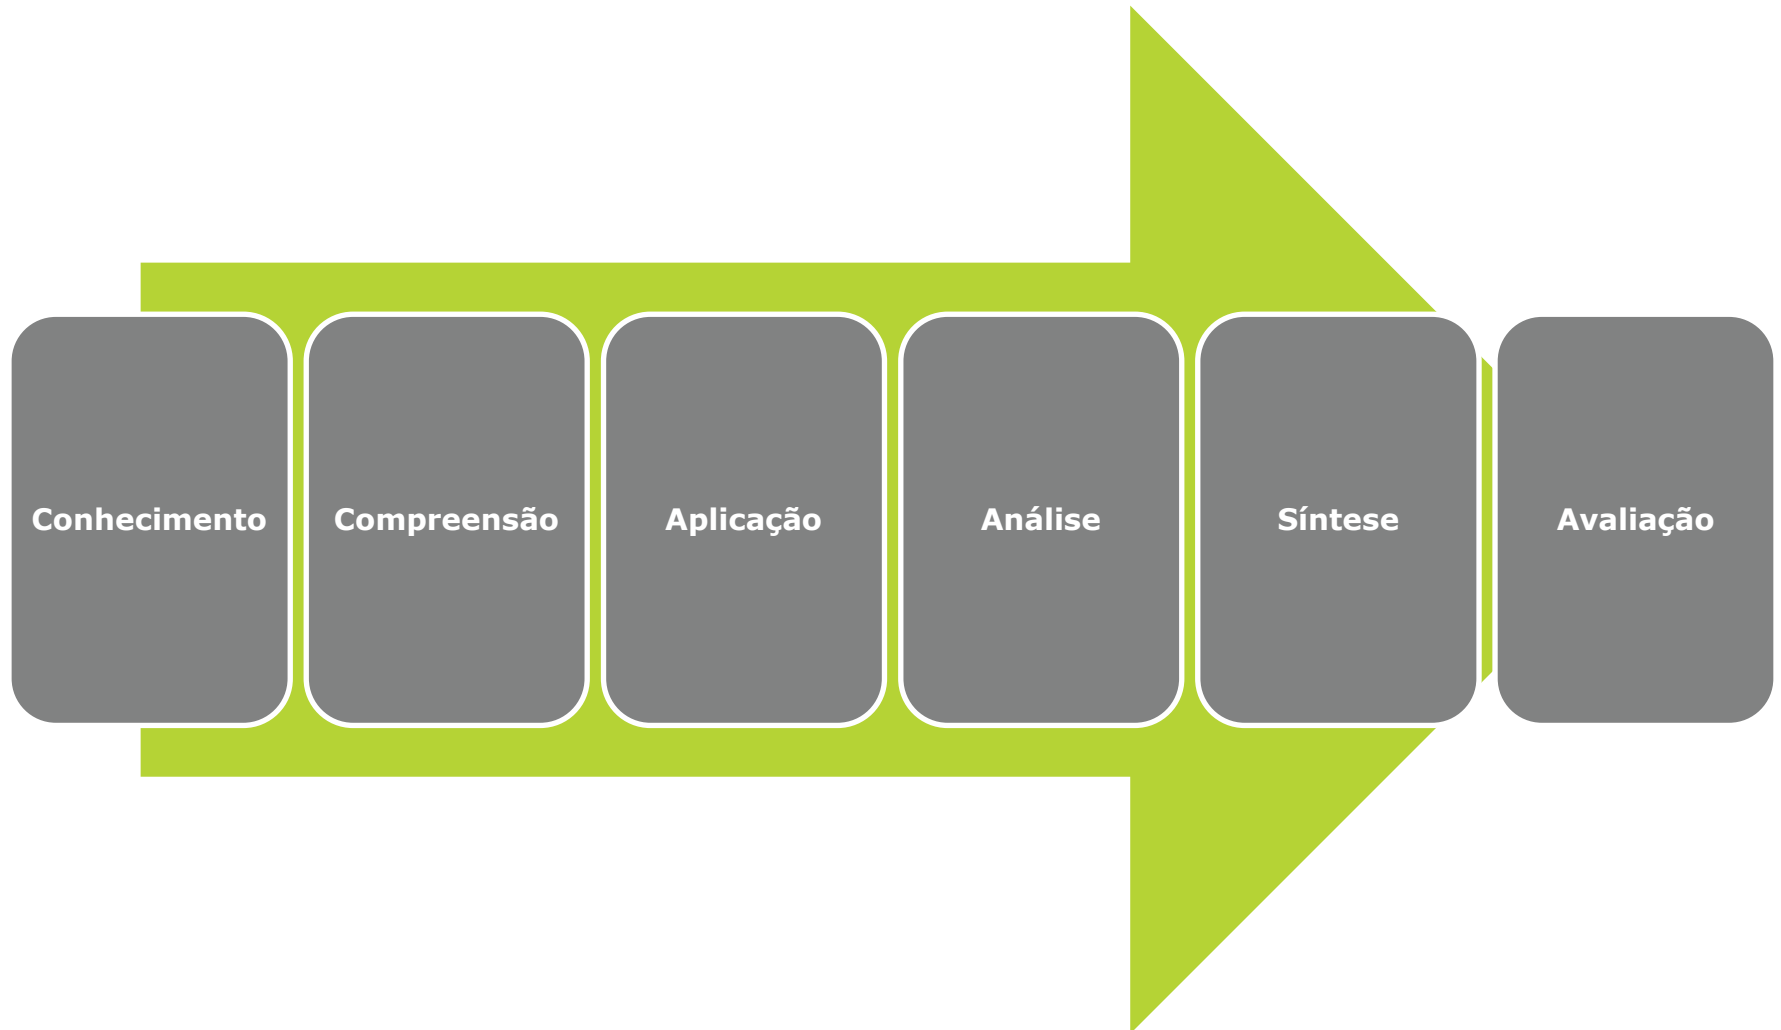 Conhecimento
Compreensão
Aplicação
Análise
Síntese
Avaliação